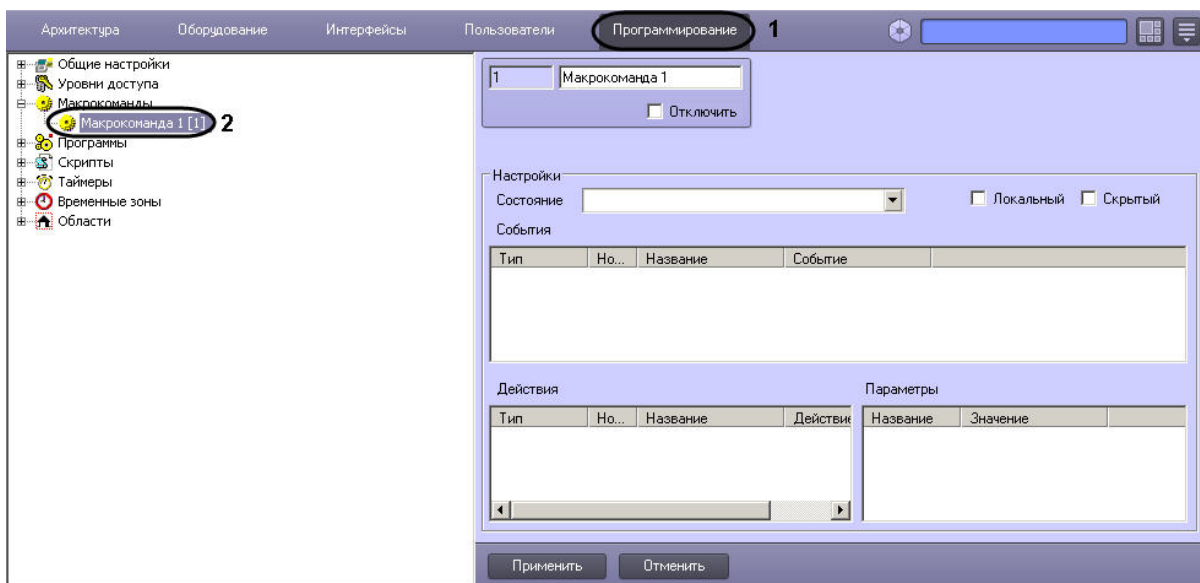 Архитектура Оборудование Интерфейсы Пользователи Программирование 1
Общие настройки
Уровни доступа
Макрокоманды
Макрокоманда 1 [1] 2
Программы
Скрипты
Таймеры
Временные зоны
Области
1 Макрокоманда 1
Отключить
Настройки
Состояние Локальный Скрытый
События
Тип Но... Название Событие
Действия Параметры
Тип Но... Название Действие Название Значение
Применить Отменить